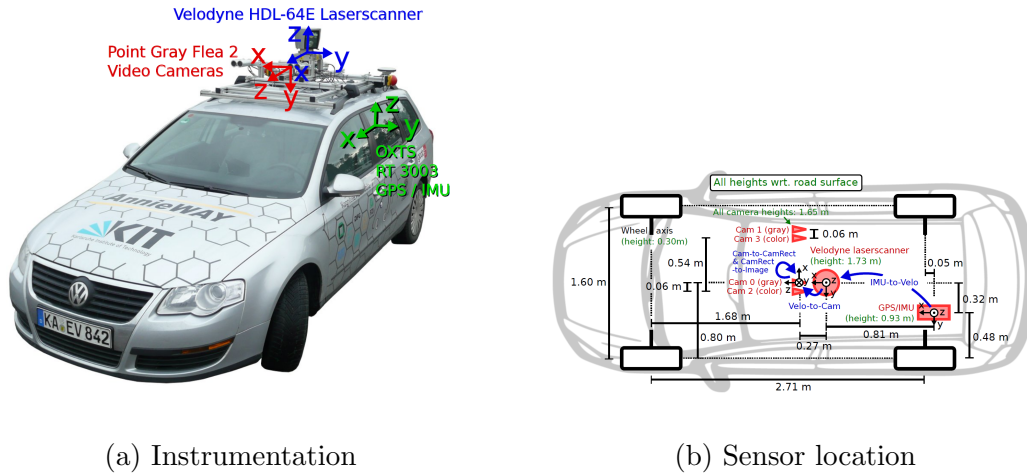 Velodyne HDL-64E Laserscanner
Point Gray Flea 2
Video Cameras
z
y
x
x
z
y
z
x
y
OXTS
RT 3003
GPS / IMU
AnnieWAY
KIT
KA EV 842
(a) Instrumentation
All heights wrt. road surface
All camera heights: 1.65 m
Wheel axis
(height: 0.30m)
Cam 1 (gray)
Cam 3 (color)
0.06 m
Velodyne laserscanner
(height: 1.73 m)
Cam-to-CamRect
& CamRect
-to-Image
0.54 m
0.05 m
1.60 m
0.06 m
Cam 0 (gray)
Cam 2 (color)
x
y
z
x
z
y
IMU-to-Velo
Velo-to-Cam
GPS/IMU
(height: 0.93 m)
x
z
y
0.32 m
1.68 m
0.80 m
0.27 m
0.81 m
0.48 m
2.71 m
(b) Sensor location